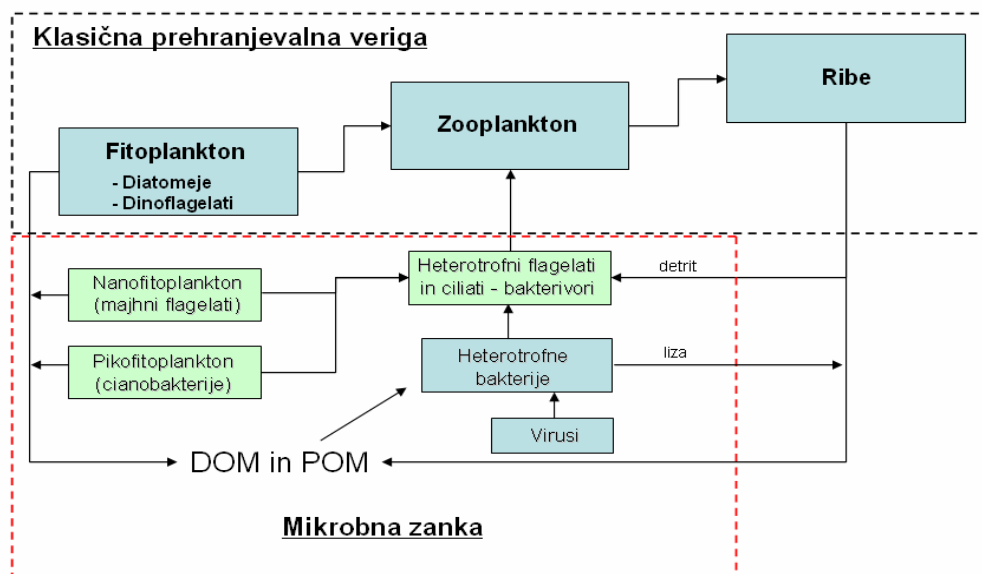 Klasična prehranjevalna veriga
Ribe
Zooplankton
Fitoplankton
- Diatomeje
- Dinoflagelati
Heterotrofni flagelati
in ciliati - bakterivori
detrit
Nanofitoplankton
(majhni flagelati)
Pikofitoplankton
(cianobakterije)
Heterotrofne
bakterije
liza
Virusi
DOM in POM
Mikrobna zanka